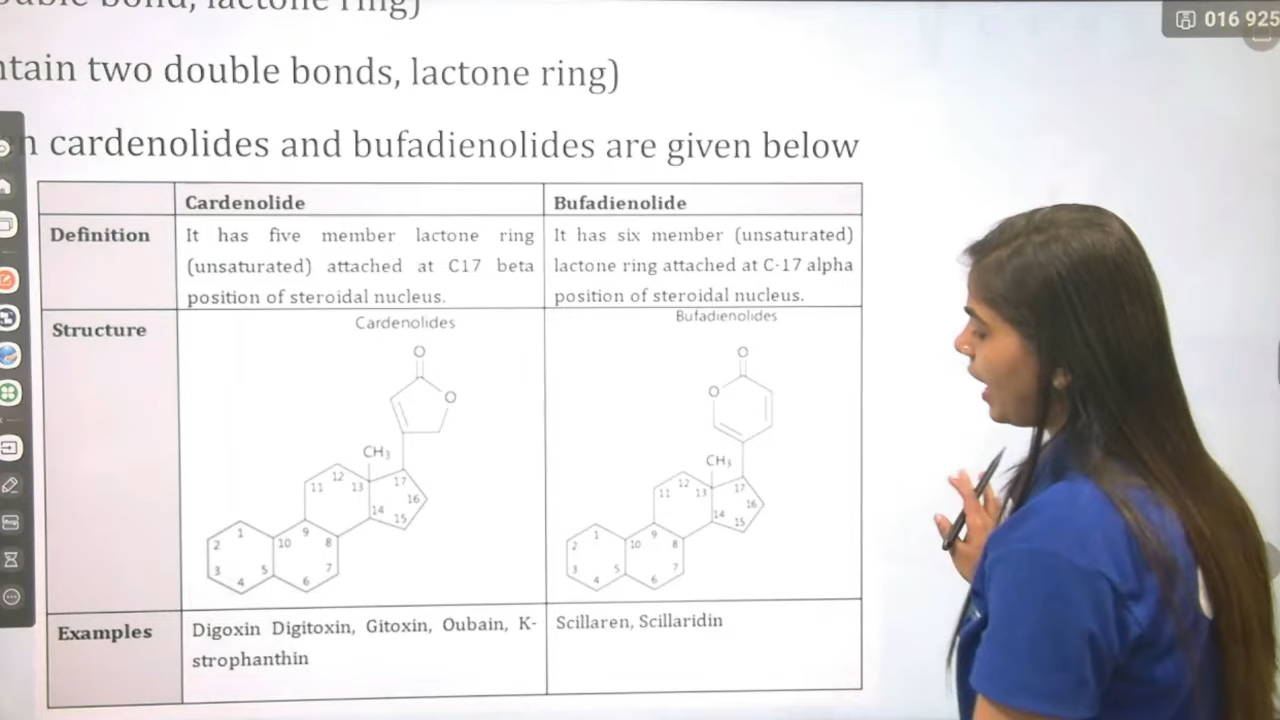 lactone ring)
tain two double bonds, lactone ring)
n cardenolides and bufadienolides are given below
016 925
Cardenolide
Bufadienolide
Definition
It has five member lactone ring
(unsaturated) attached at C17 beta
position of steroidal nucleus.
It has six member (unsaturated)
lactone ring attached at C-17 alpha
position of steroidal nucleus.
Structure
Cardenolides
O
O
CH₃
12
17
11
13
16
14
15
1
9
2
10
8
3
5
7
4
6
Bufadienolides
O
O
CH₃
12
17
11
13
16
14
15
1
9
2
10
8
3
5
7
4
6
Examples
Digoxin Digitoxin, Gitoxin, Oubain, K-
strophanthin
Scillaren, Scillaridin